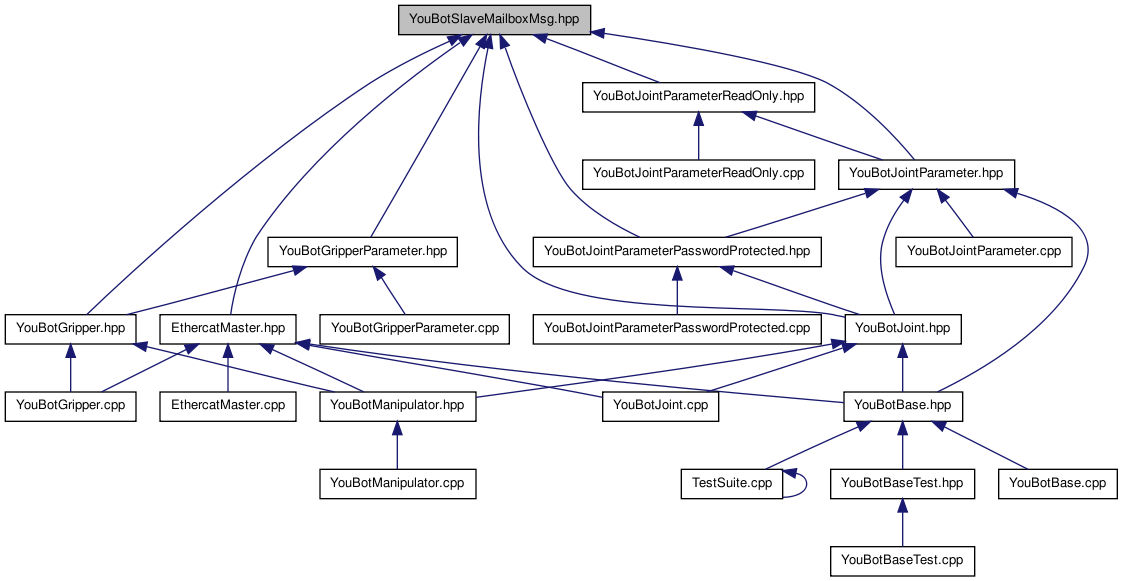 YouBotSlaveMailboxMsg.hpp
YouBotJointParameterReadOnly.hpp
YouBotJointParameterReadOnly.cpp
YouBotJointParameter.hpp
YouBotGripperParameter.hpp
YouBotJointParameterPasswordProtected.hpp
YouBotJointParameter.cpp
YouBotGripper.hpp
EthercatMaster.hpp
YouBotGripperParameter.cpp
YouBotJointParameterPasswordProtected.cpp
YouBotJoint.hpp
YouBotGripper.cpp
EthercatMaster.cpp
YouBotManipulator.hpp
YouBotJoint.cpp
YouBotBase.hpp
YouBotManipulator.cpp
TestSuite.cpp
YouBotBaseTest.hpp
YouBotBase.cpp
YouBotBaseTest.cpp